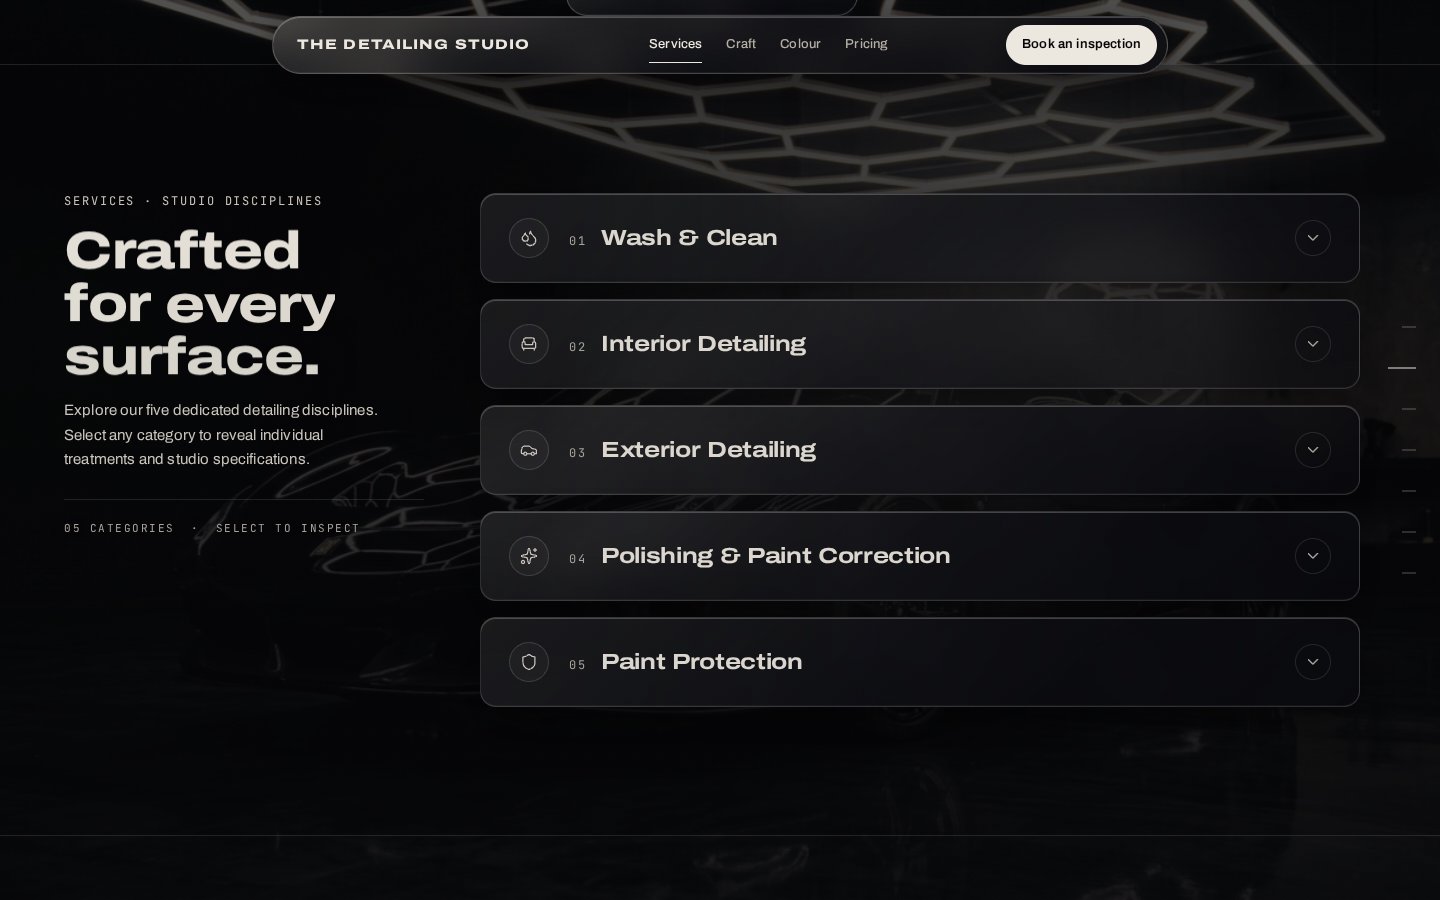 THE DETAILING STUDIO
Services
Craft
Colour
Pricing
Book an inspection
SERVICES · STUDIO DISCIPLINES
Crafted
for every
surface.
Explore our five dedicated detailing disciplines.
Select any category to reveal individual
treatments and studio specifications.
05 CATEGORIES · SELECT TO INSPECT
01 Wash & Clean
02 Interior Detailing
03 Exterior Detailing
04 Polishing & Paint Correction
05 Paint Protection